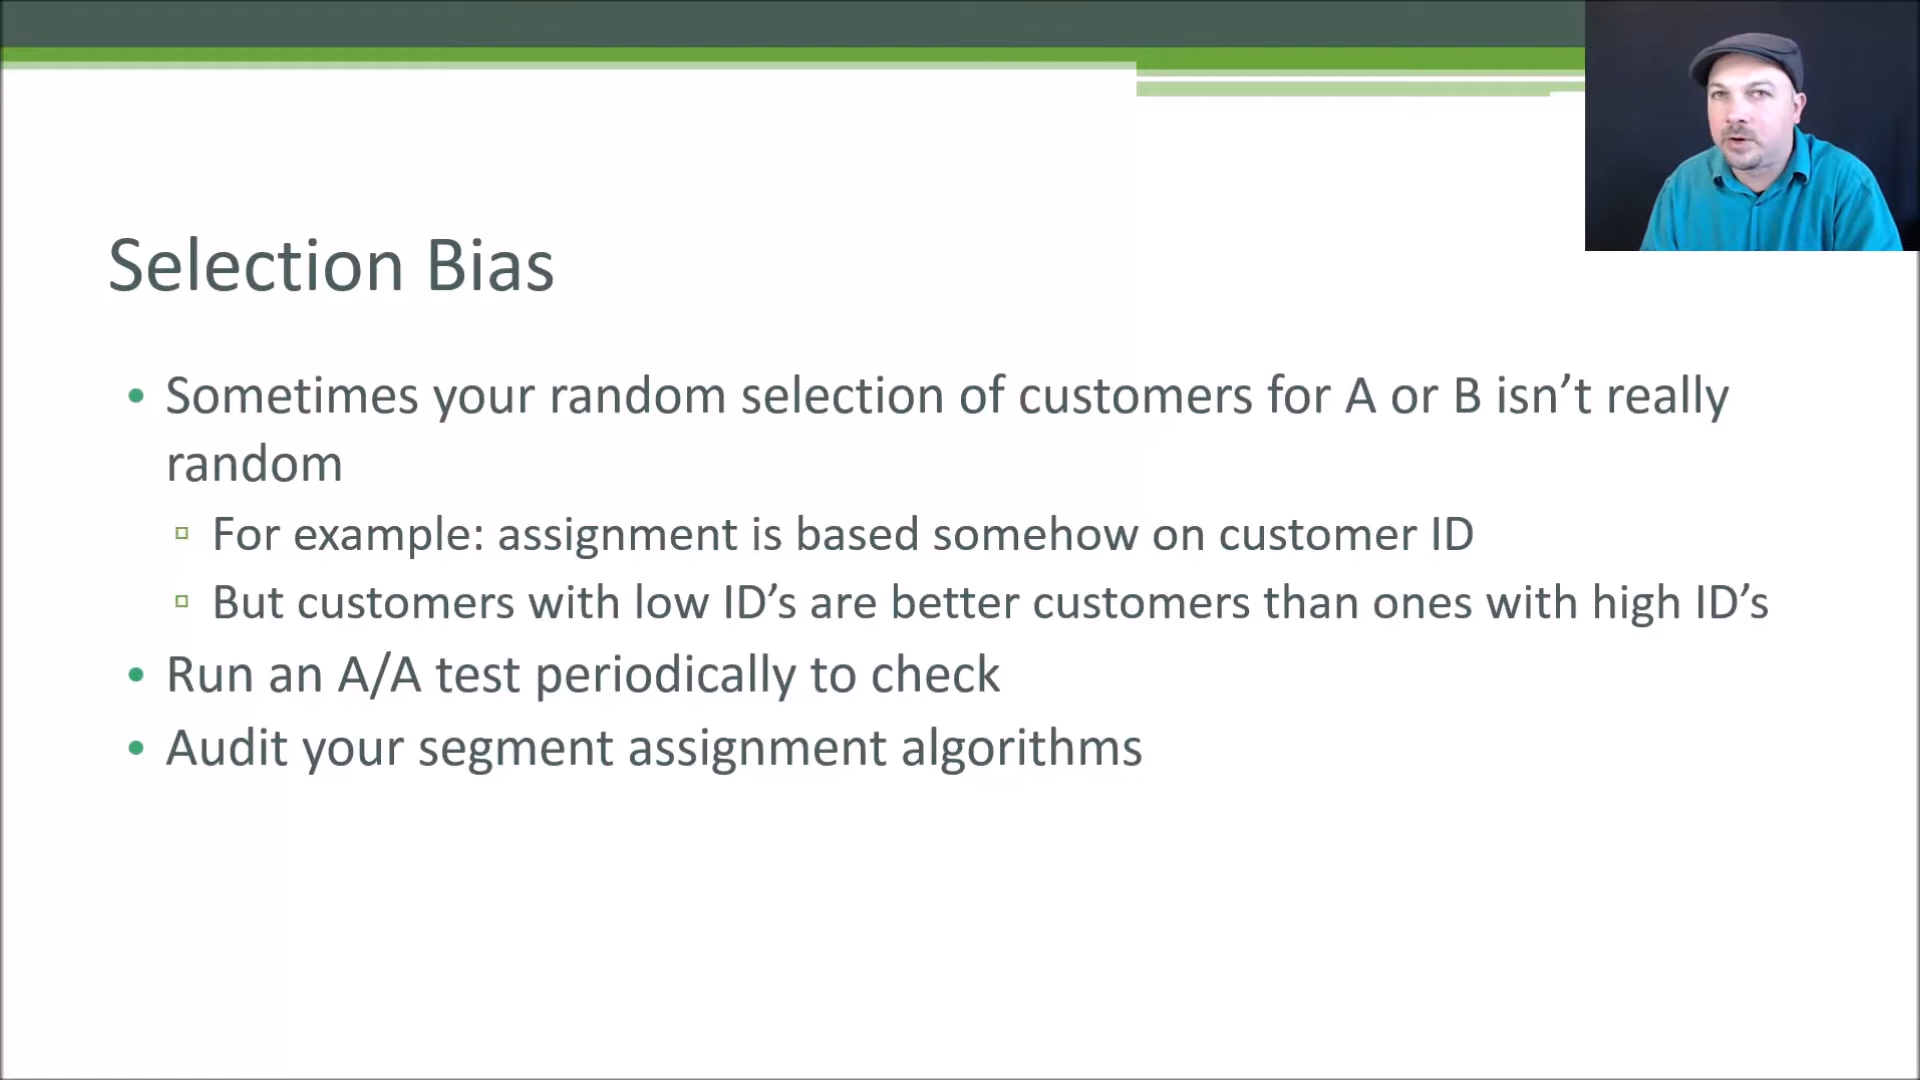 Selection Bias
• Sometimes your random selection of customers for A or B isn’t really
random
▫ For example: assignment is based somehow on customer ID
▫ But customers with low ID’s are better customers than ones with high ID’s
• Run an A/A test periodically to check
• Audit your segment assignment algorithms